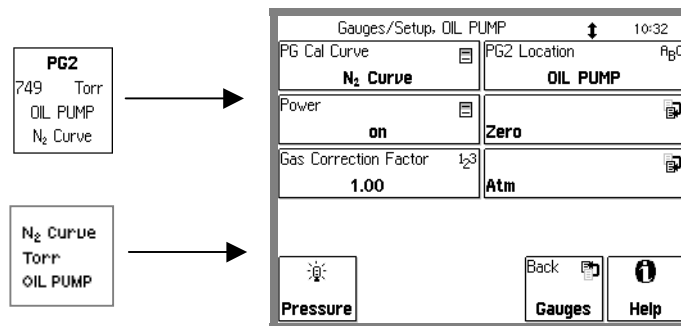 PG2
749 Torr
OIL PUMP
N₂ Curve
N₂ Curve
Torr
OIL PUMP
Gauges/Setup, OIL PUMP 10:32
PG Cal Curve
N₂ Curve
PG2 Location ABC
OIL PUMP
Power
on
Zero
Gas Correction Factor 123
1.00
Atm
Pressure
Back
Gauges
Help